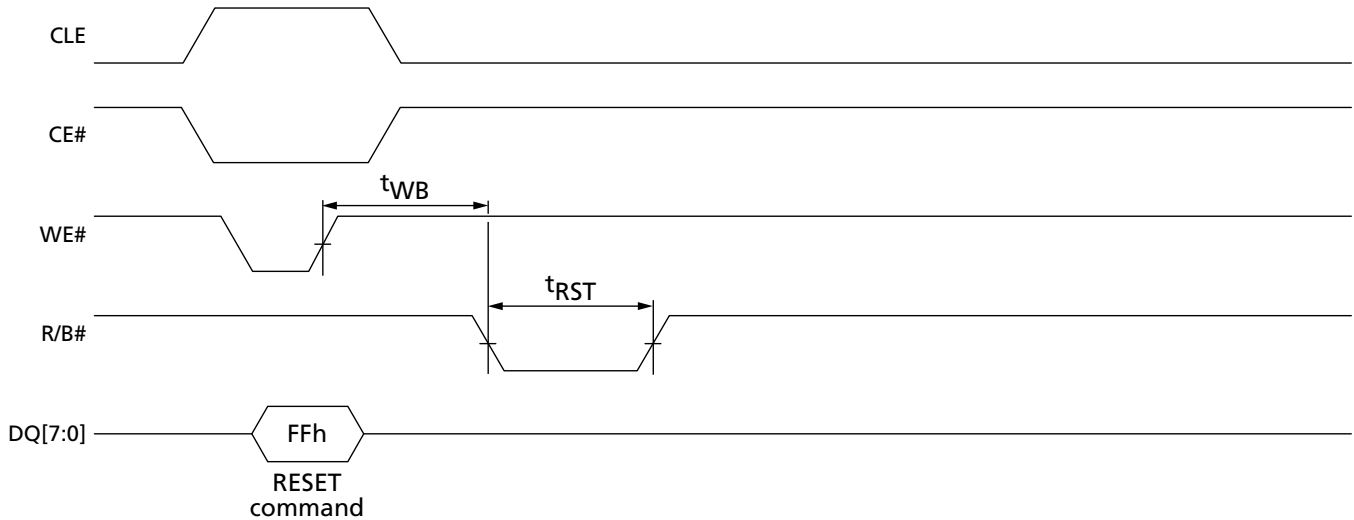 CLE
CE#
tWB
WE#
tRST
R/B#
DQ[7:0]
FFh
RESET
command